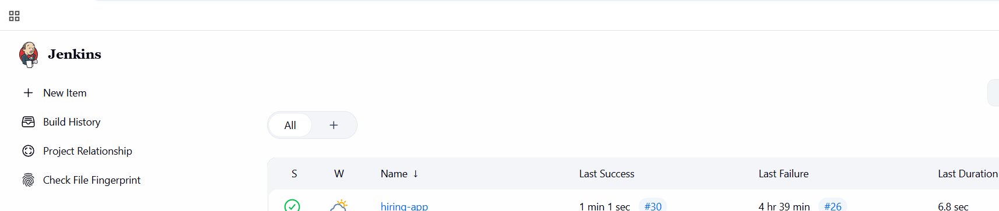 Jenkins
New Item
Build History
Project Relationship
Check File Fingerprint
All +
S W Name ↓ Last Success Last Failure Last Duration
hiring-app 1 min 1 sec #30 4 hr 39 min #26 6.8 sec